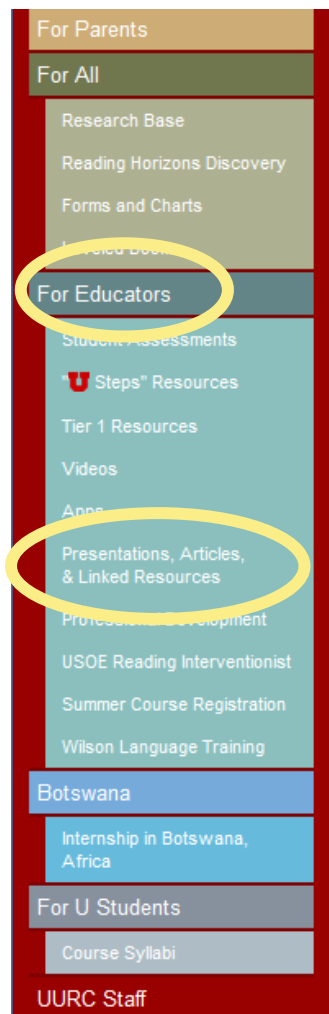 For Parents
For All
Research Base
Reading Horizons Discovery
Forms and Charts
Leveled Books
For Educators
Student Assessments
"U Steps" Resources
Tier 1 Resources
Videos
Apps
Presentations, Articles,
& Linked Resources
Professional Development
USOE Reading Interventionist
Summer Course Registration
Wilson Language Training
Botswana
Internship in Botswana,
Africa
For U Students
Course Syllabi
UURC Staff